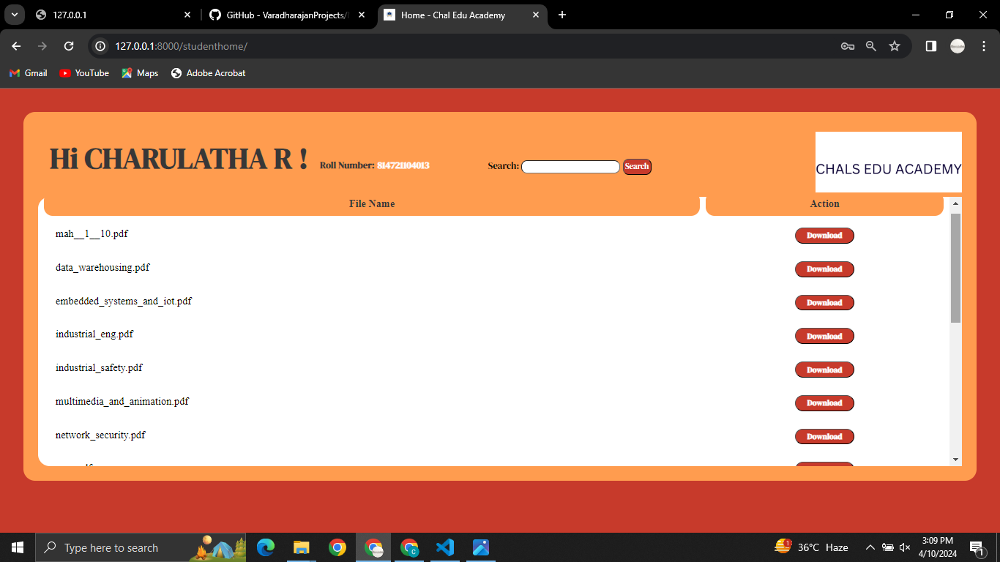 127.0.0.1
GitHub - VaradharajanProjects/
Home - Chal Edu Academy
127.0.0.1:8000/studenthome/
Gmail
YouTube
Maps
Adobe Acrobat
Hi CHARULATHA R !
Roll Number: 814721104013
Search:
Search
CHALS EDU ACADEMY
File Name
Action
mah__1__10.pdf
Download
data_warehousing.pdf
Download
embedded_systems_and_iot.pdf
Download
industrial_eng.pdf
Download
industrial_safety.pdf
Download
multimedia_and_animation.pdf
Download
network_security.pdf
Download
Type here to search
1
36°C Haze
3:09 PM
4/10/2024
1